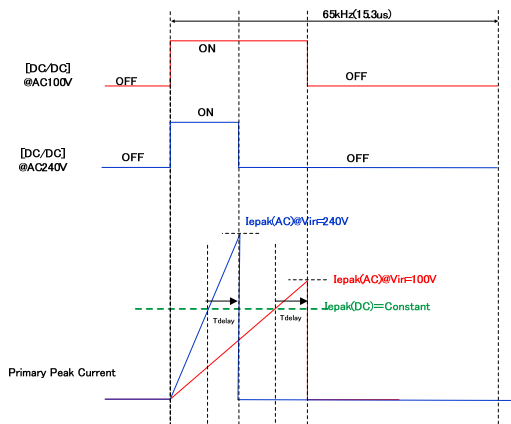 65kHz(15.3us)
ON
[DC/DC]
@AC100V
OFF
OFF
ON
[DC/DC]
@AC240V
OFF
OFF
Iepak(AC)@Vin=240V
Iepak(AC)@Vin=100V
Iepak(DC)=Constant
Tdelay
Tdelay
Primary Peak Current